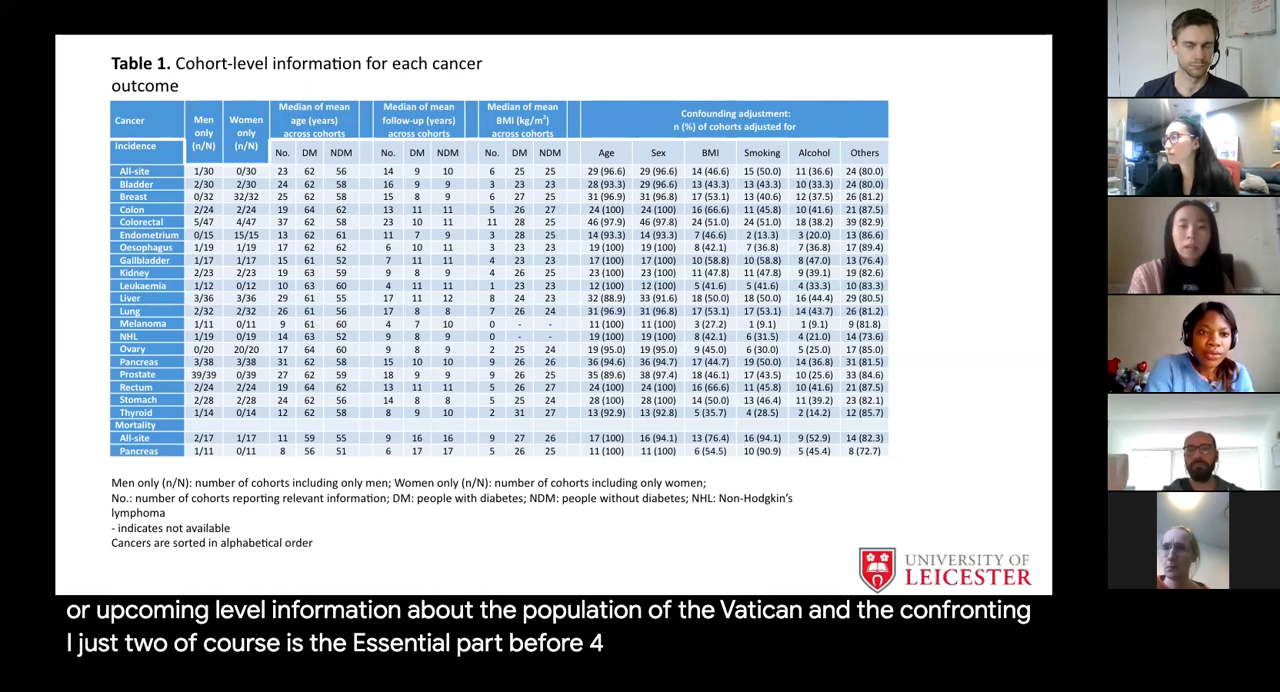 Table 1. Cohort-level information for each cancer
outcome
Cancer Men only (n/N) Women only (n/N) Median of mean age (years) across cohorts Median of mean follow-up (years) across cohorts Median of mean BMI (kg/m²) across cohorts Confounding adjustment: n (%) of cohorts adjusted for
Incidence No. DM NDM No. DM NDM No. DM NDM Age Sex BMI Smoking Alcohol Others
All-site 1/30 0/30 23 62 56 14 9 10 6 25 25 29 (96.6) 29 (96.6) 14 (46.6) 15 (50.0) 11 (36.6) 24 (80.0)
Bladder 2/30 2/30 24 62 58 16 9 9 3 23 23 28 (93.3) 29 (96.6) 13 (43.3) 13 (43.3) 10 (33.3) 24 (80.0)
Breast 0/32 32/32 25 62 58 15 8 9 6 27 25 31 (96.9) 31 (96.8) 17 (53.1) 13 (40.6) 12 (37.5) 26 (81.2)
Colon 2/24 2/24 19 64 62 13 11 11 5 26 27 24 (100) 24 (100) 16 (66.6) 11 (45.8) 10 (41.6) 21 (87.5)
Colorectal 5/47 4/47 37 62 58 23 10 11 11 28 25 46 (97.9) 46 (97.8) 24 (51.0) 24 (51.0) 18 (38.2) 39 (82.9)
Endometrium 0/15 15/15 13 62 61 11 7 9 3 28 25 14 (93.3) 14 (93.3) 7 (46.6) 2 (13.3) 3 (20.0) 13 (86.6)
Oesophagus 1/19 1/19 17 62 62 6 10 11 3 23 23 19 (100) 19 (100) 8 (42.1) 7 (36.8) 7 (36.8) 17 (89.4)
Gallbladder 1/17 1/17 15 61 52 7 11 11 4 23 23 17 (100) 17 (100) 10 (58.8) 10 (58.8) 8 (47.0) 13 (76.4)
Kidney 2/23 2/23 19 63 59 9 8 9 4 26 25 23 (100) 23 (100) 11 (47.8) 11 (47.8) 9 (39.1) 19 (82.6)
Leukaemia 1/12 0/12 10 63 60 4 11 11 1 23 23 12 (100) 12 (100) 5 (41.6) 5 (41.6) 4 (33.3) 10 (83.3)
Liver 3/36 3/36 29 61 55 17 11 12 8 24 23 32 (88.9) 33 (91.6) 18 (50.0) 18 (50.0) 16 (44.4) 29 (80.5)
Lung 2/32 2/32 26 61 56 17 8 8 7 26 24 31 (96.9) 31 (96.8) 17 (53.1) 17 (53.1) 14 (43.7) 26 (81.2)
Melanoma 1/11 0/11 9 61 60 4 7 10 0 - - 11 (100) 11 (100) 3 (27.2) 1 (9.1) 1 (9.1) 9 (81.8)
NHL 1/19 0/19 14 63 52 9 8 9 0 - - 19 (100) 19 (100) 8 (42.1) 6 (31.5) 4 (21.0) 14 (73.6)
Ovary 0/20 20/20 17 64 60 9 8 9 2 25 24 19 (95.0) 19 (95.0) 9 (45.0) 6 (30.0) 5 (25.0) 17 (85.0)
Pancreas 3/38 3/38 31 62 58 15 10 10 9 26 26 36 (94.6) 36 (94.7) 17 (44.7) 19 (50.0) 14 (36.8) 31 (81.5)
Prostate 39/39 0/39 27 62 59 18 9 9 9 26 25 35 (89.6) 38 (97.4) 18 (46.1) 17 (43.5) 10 (25.6) 33 (84.6)
Rectum 2/24 2/24 19 64 62 13 11 11 5 26 27 24 (100) 24 (100) 16 (66.6) 11 (45.8) 10 (41.6) 21 (87.5)
Stomach 2/28 2/28 24 62 56 14 8 8 5 25 24 28 (100) 28 (100) 14 (50.0) 13 (46.4) 11 (39.2) 23 (82.1)
Thyroid 1/14 0/14 12 62 58 8 9 10 2 31 27 13 (92.9) 13 (92.8) 5 (35.7) 4 (28.5) 2 (14.2) 12 (85.7)
Mortality
All-site 2/17 1/17 11 59 55 9 16 16 9 27 26 17 (100) 16 (94.1) 13 (76.4) 16 (94.1) 9 (52.9) 14 (82.3)
Pancreas 1/11 0/11 8 56 51 6 17 17 5 26 25 11 (100) 11 (100) 6 (54.5) 10 (90.9) 5 (45.4) 8 (72.7)
Men only (n/N): number of cohorts including only men; Women only (n/N): number of cohorts including only women;
No.: number of cohorts reporting relevant information; DM: people with diabetes; NDM: people without diabetes; NHL: Non-Hodgkin's
lymphoma
- indicates not available
Cancers are sorted in alphabetical order
UNIVERSITY OF
LEICESTER
or upcoming level information about the population of the Vatican and the confronting
I just two of course is the Essential part before 4